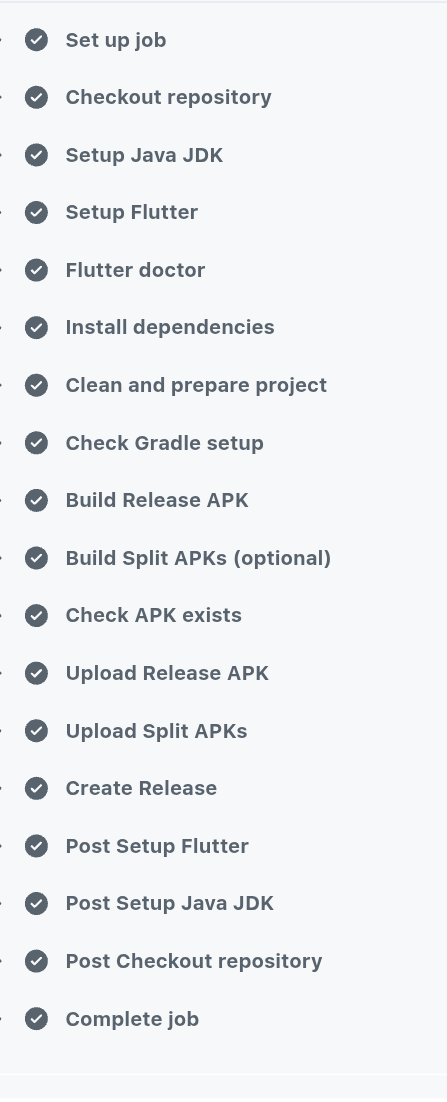 Set up job
Checkout repository
Setup Java JDK
Setup Flutter
Flutter doctor
Install dependencies
Clean and prepare project
Check Gradle setup
Build Release APK
Build Split APKs (optional)
Check APK exists
Upload Release APK
Upload Split APKs
Create Release
Post Setup Flutter
Post Setup Java JDK
Post Checkout repository
Complete job